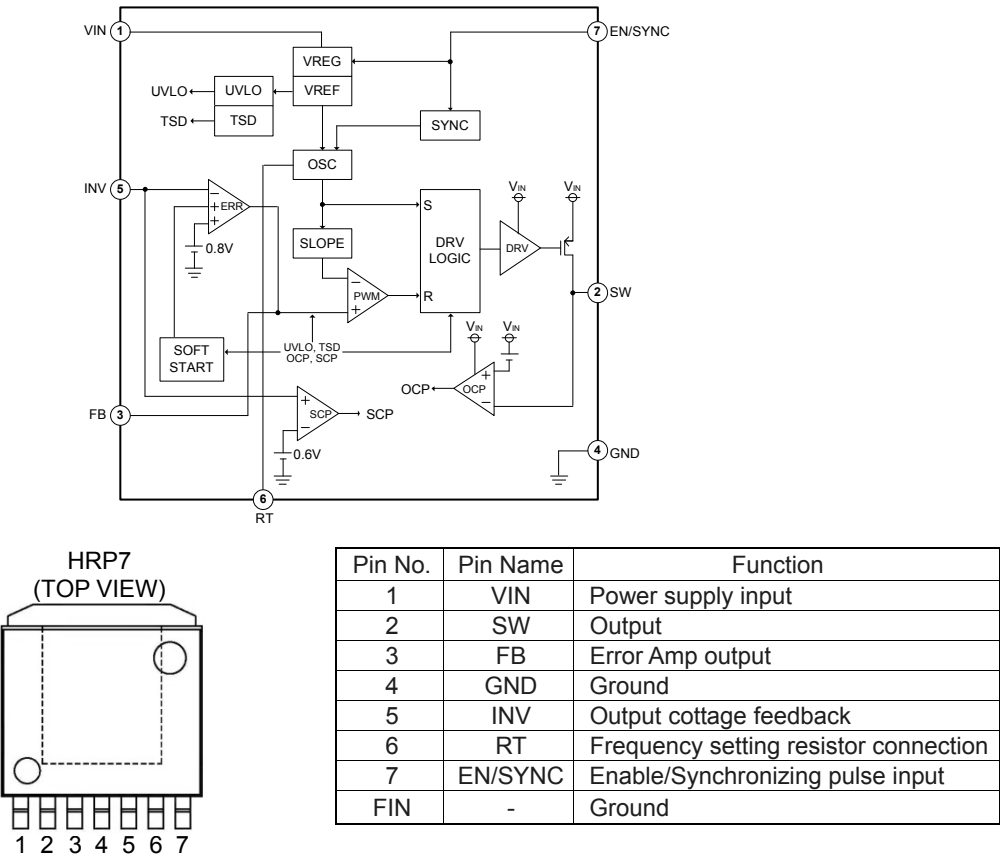 VIN 1
7 EN/SYNC
VREG
UVLO UVLO VREF
TSD TSD
SYNC
OSC
INV 5
−
+ ERR
+
0.8V
SLOPE
S
DRV
LOGIC
R
VIN VIN
DRV
−
PWM
+
2 SW
SOFT
START
UVLO, TSD
OCP, SCP
VIN VIN
OCP OCP
+
−
FB 3
+
SCP SCP
−
0.6V
4 GND
6
RT
HRP7
(TOP VIEW)
1 2 3 4 5 6 7
Pin No. Pin Name Function
1 VIN Power supply input
2 SW Output
3 FB Error Amp output
4 GND Ground
5 INV Output cottage feedback
6 RT Frequency setting resistor connection
7 EN/SYNC Enable/Synchronizing pulse input
FIN - Ground